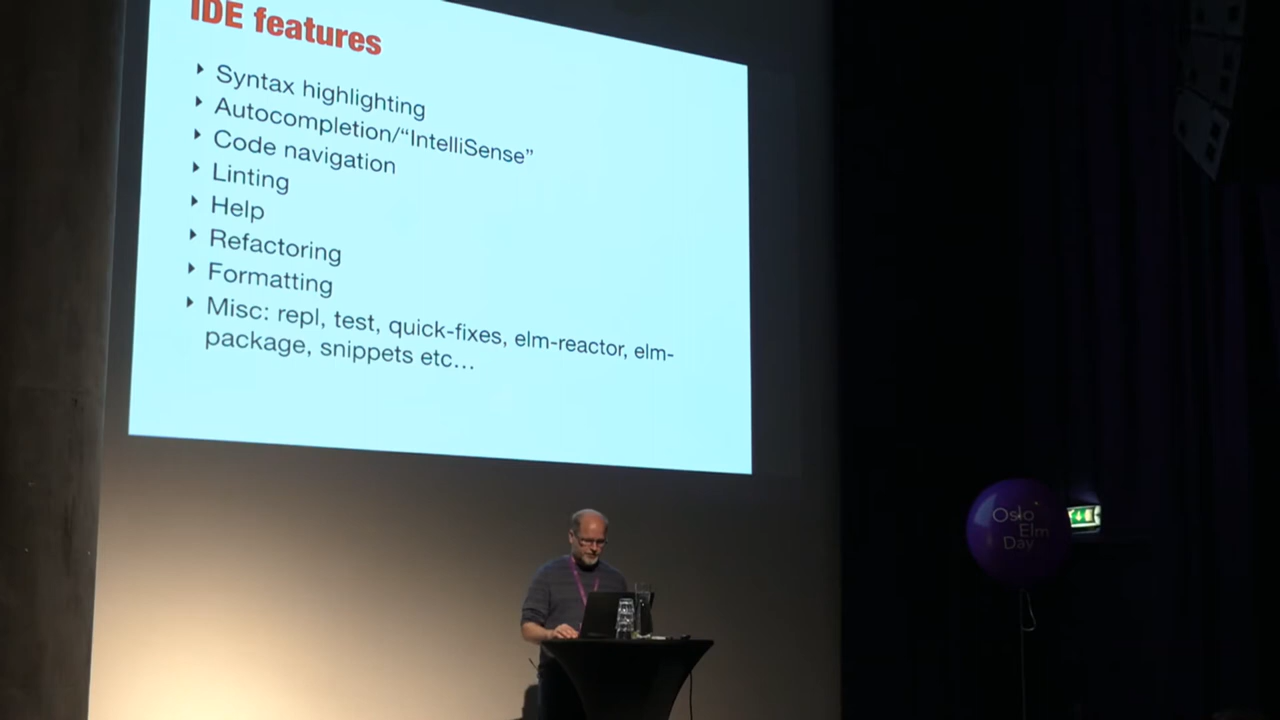 IDE features
Syntax highlighting
Autocompletion/“IntelliSense”
Code navigation
Linting
Help
Refactoring
Formatting
Misc: repl, test, quick-fixes, elm-reactor, elm-
package, snippets etc…
Oslo
Elm
Day